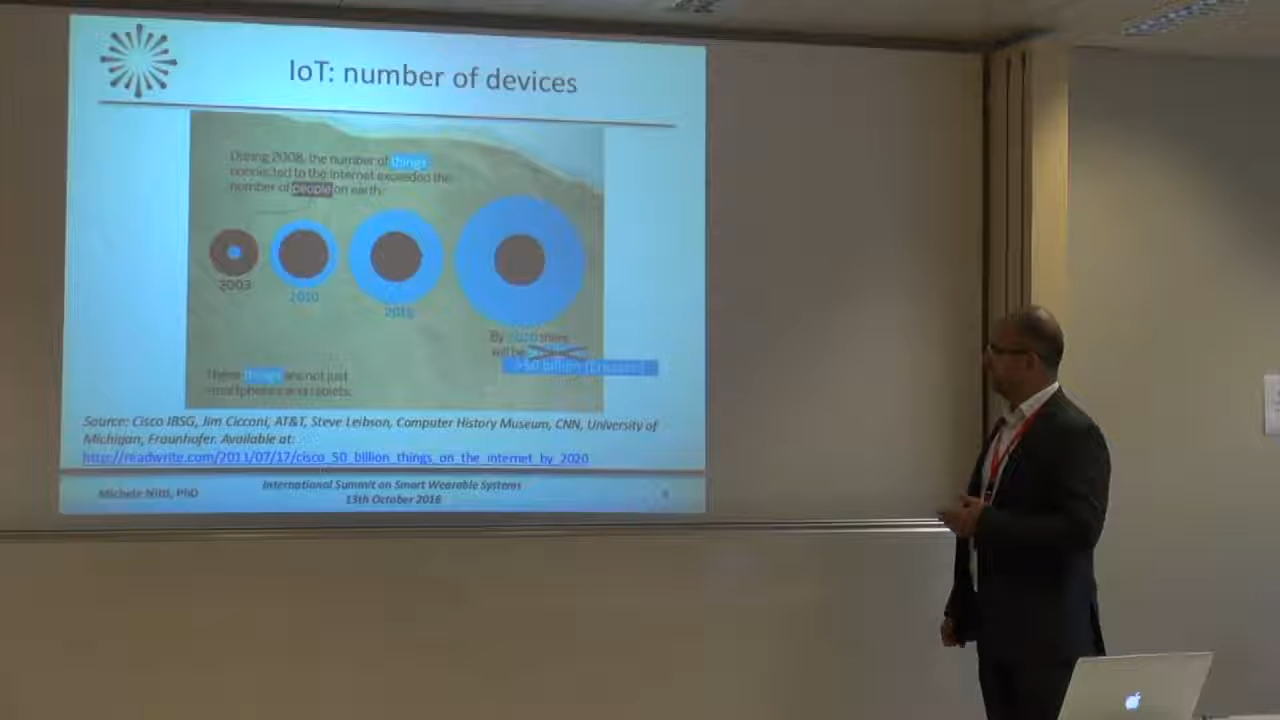 IoT: number of devices
During 2008, the number of things
connected to the internet exceeded the
number of people on earth.
2003
2010
By 2020 there
will be
>50 billion (Ericsson)
These things are not just
smartphones and tablets.
Source: Cisco IBSG, Jim Cicconi, AT&T, Steve Leibson, Computer History Museum, CNN, University of
Michigan, Fraunhofer. Available at:
http://readwrite.com/2011/07/17/cisco_50_billion_things_on_the_internet_by_2020
Michele Nitti, PhD
International Summit on Smart Wearable Systems
13th October 2016